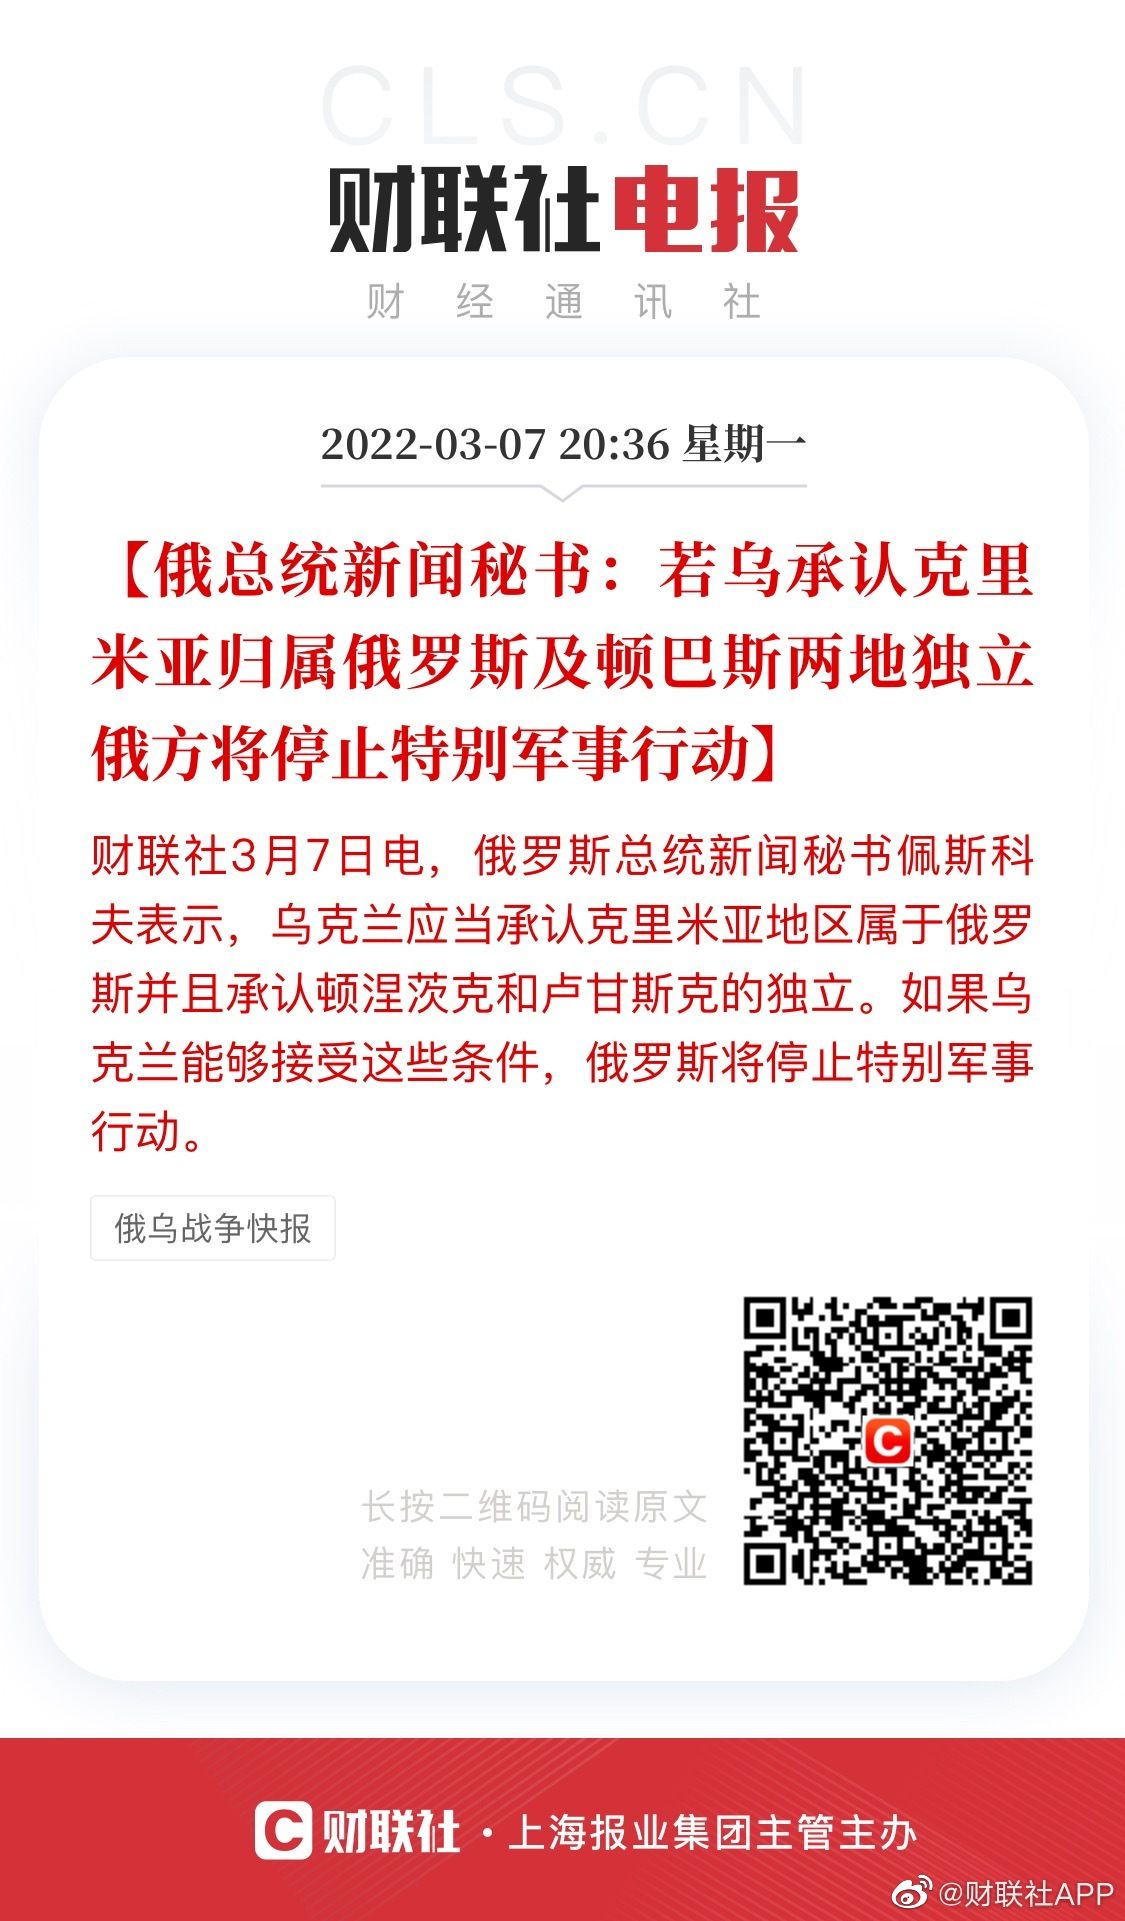 CLS.CN
财联社电报
财经通讯社
2022-03-07 20:36 星期一
【俄总统新闻秘书：若乌承认克里
米亚归属俄罗斯及顿巴斯两地独立
俄方将停止特别军事行动】
财联社3月7日电，俄罗斯总统新闻秘书佩斯科
夫表示，乌克兰应当承认克里米亚地区属于俄罗
斯并且承认顿涅茨克和卢甘斯克的独立。如果乌
克兰能够接受这些条件，俄罗斯将停止特别军事
行动。
俄乌战争快报
长按二维码阅读原文
准确 快速 权威 专业
C
C 财联社·上海报业集团主管主办
@财联社APP